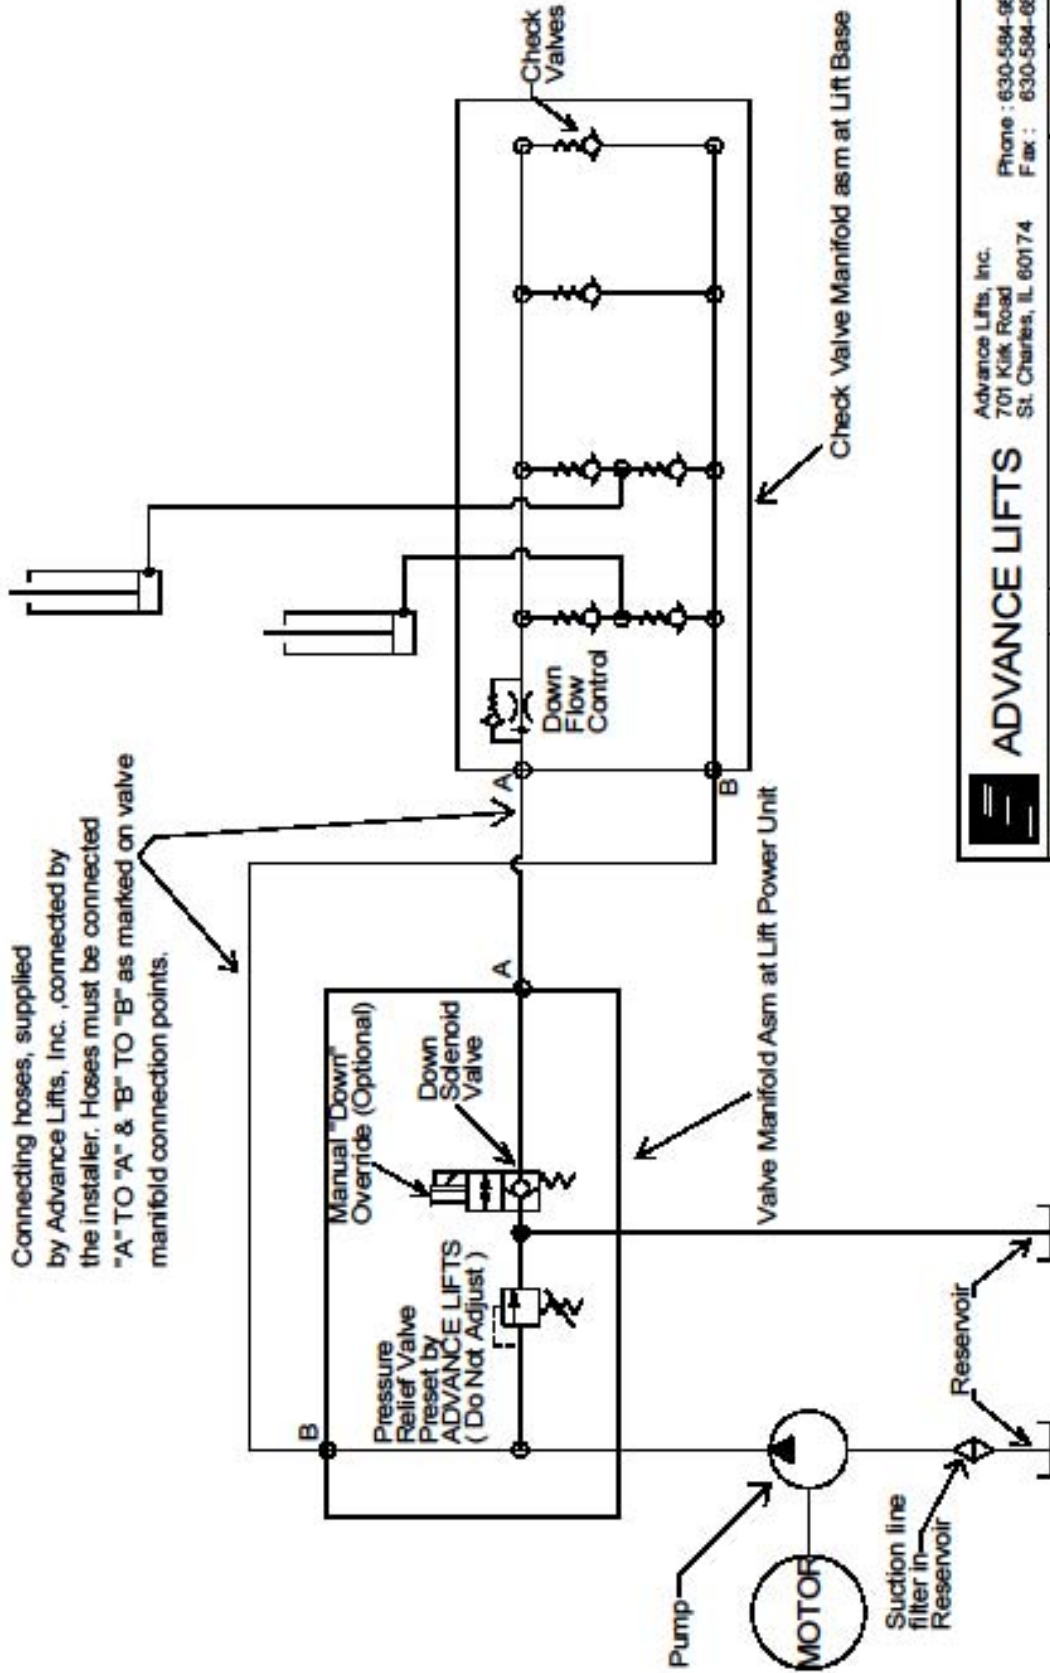 Connecting hoses, supplied
by Advance Lifts, Inc. ,connected by
the installer. Hoses must be connected
"A" TO "A" & "B" TO "B" as marked on valve
manifold connection points.
Check
Valves
B
Manual "Down"
Override (Optional)
Down
Solenoid
Valve
A
A
Down
Flow
Control
Pressure
Relief Valve
Preset by
ADVANCE LIFTS
( Do Not Adjust )
B
Check Valve Manifold asm at Lift Base
Valve Manifold Asm at Lift Power Unit
Pump
MOTOR
Suction line
filter in
Reservoir
Reservoir
ADVANCE LIFTS
Advance Lifts, Inc.
701 Kirk Road
St. Charles, IL 60174
Phone : 630-584-
Fax : 630-584-